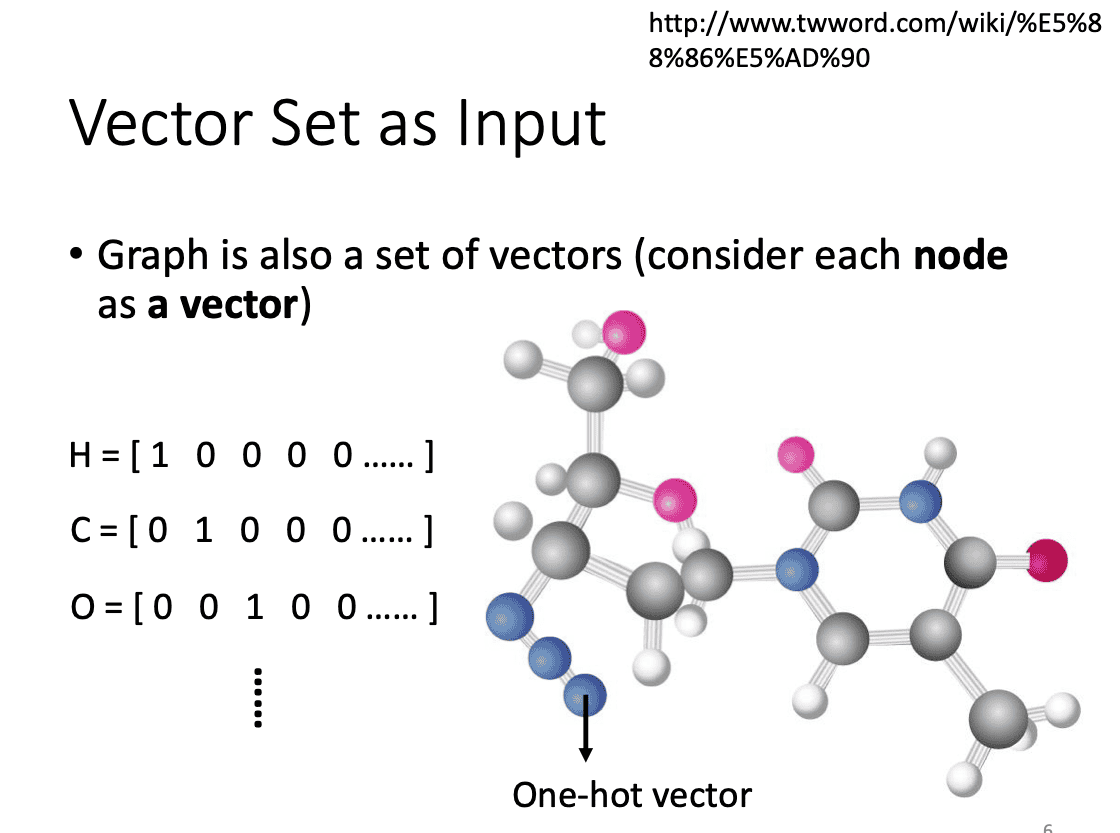 http://www.twword.com/wiki/%E5%8
8%86%E5%AD%90
Vector Set as Input
• Graph is also a set of vectors (consider each node
as a vector)
H = [ 1 0 0 0 0 …… ]
C = [ 0 1 0 0 0 …… ]
O = [ 0 0 1 0 0 …… ]
……
One-hot vector
6